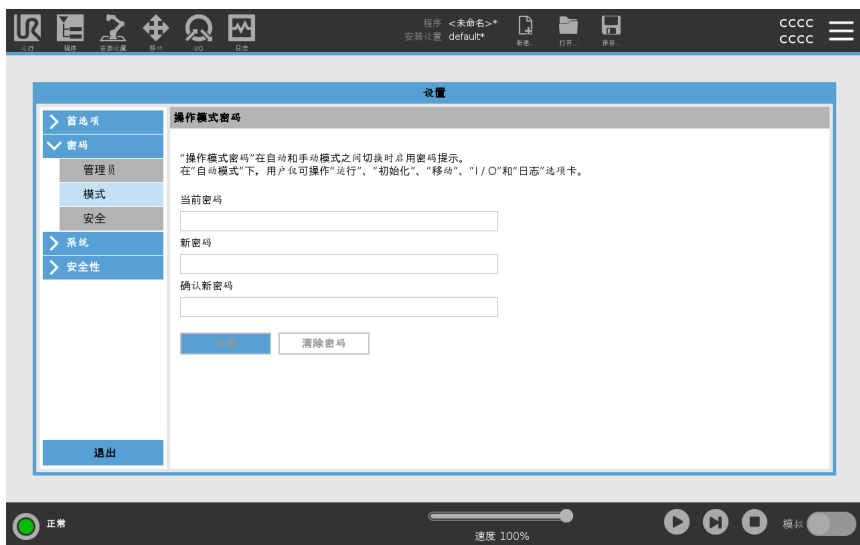 UR
运行
程序
安装设置
移动
I/O
日志
程序 <未命名>*
安装设置 default*
新建...
打开...
保存...
cccc
cccc
设置
首选项
密码
管理员
模式
安全
系统
安全性
退出
操作模式密码
"操作模式密码"在自动和手动模式之间切换时启用密码提示。
在"自动模式"下，用户仅可操作"运行"、"初始化"、"移动"、"I / O"和"日志"选项卡。
当前密码
新密码
确认新密码
应用
清除密码
正常
速度 100%
模拟